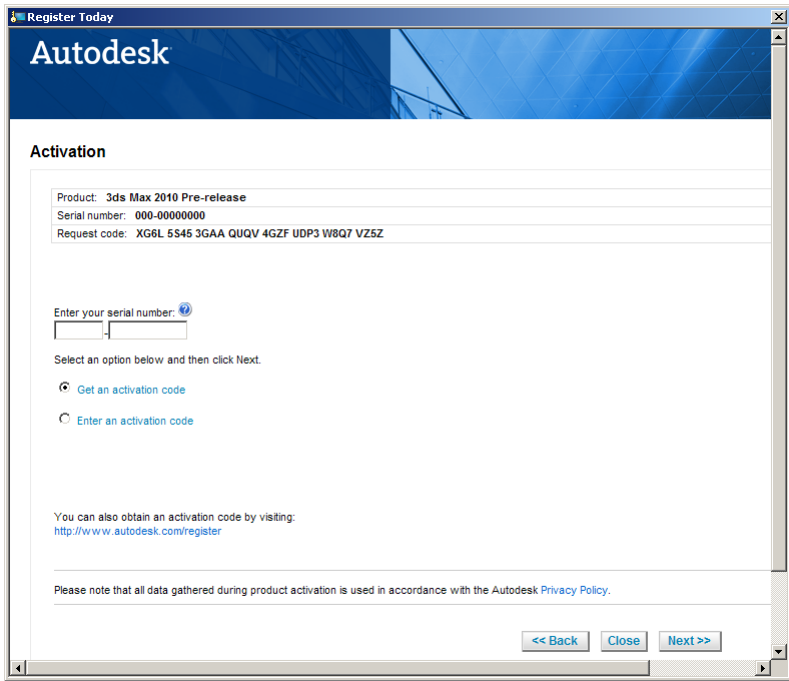 Register Today
Autodesk
Activation
Product: 3ds Max 2010 Pre-release
Serial number: 000-00000000
Request code: XG6L 5S45 3GAA QUQV 4GZF UDP3 W8Q7 VZ5Z
Enter your serial number:
-
Select an option below and then click Next.
Get an activation code
Enter an activation code
You can also obtain an activation code by visiting:
http://www.autodesk.com/register
Please note that all data gathered during product activation is used in accordance with the Autodesk Privacy Policy.
<< Back Close Next >>